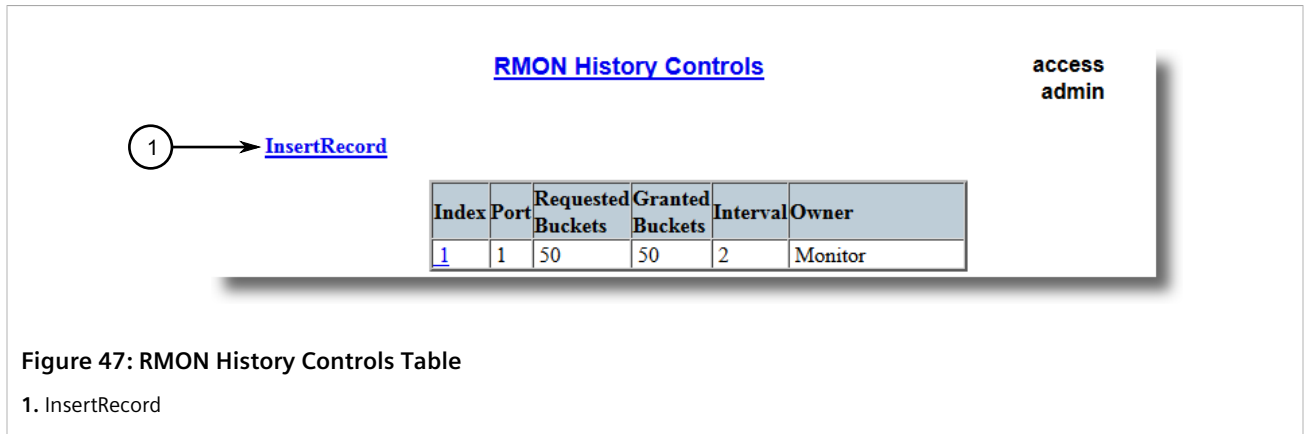 RMON History Controls
access
admin
1
InsertRecord
Index Port Requested Buckets Granted Buckets Interval Owner
1 1 50 50 2 Monitor
Figure 47: RMON History Controls Table
1. InsertRecord